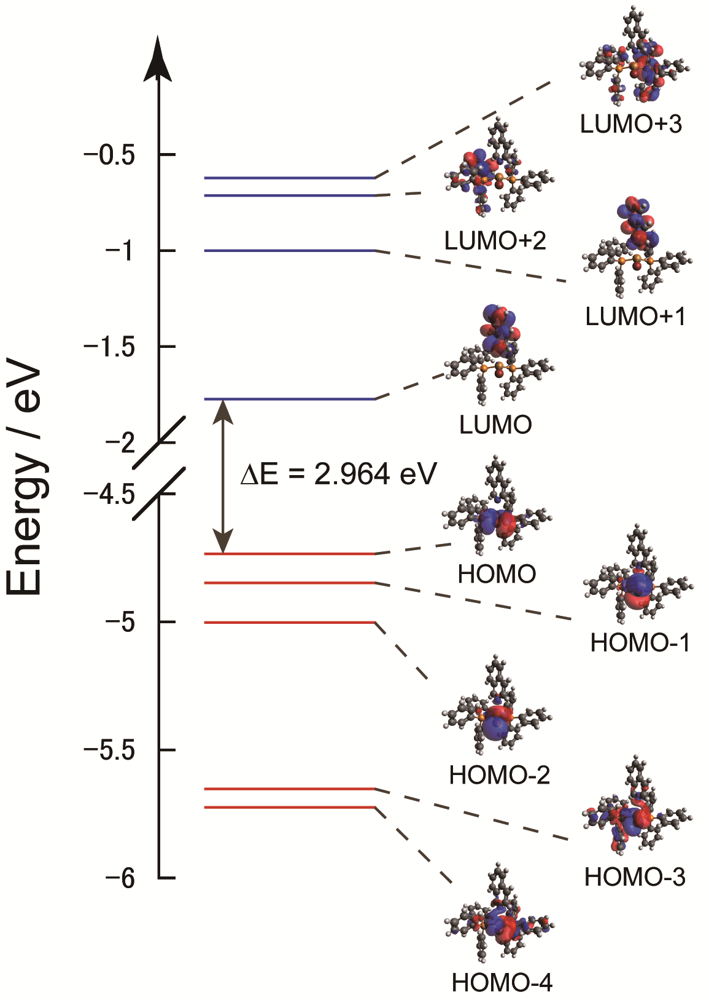 LUMO+3
−0.5
LUMO+2
−1
LUMO+1
−1.5
LUMO
−2
ΔE = 2.964 eV
−4.5
Energy / eV
HOMO
−5
HOMO-1
−5.5
HOMO-2
−6
HOMO-3
HOMO-4